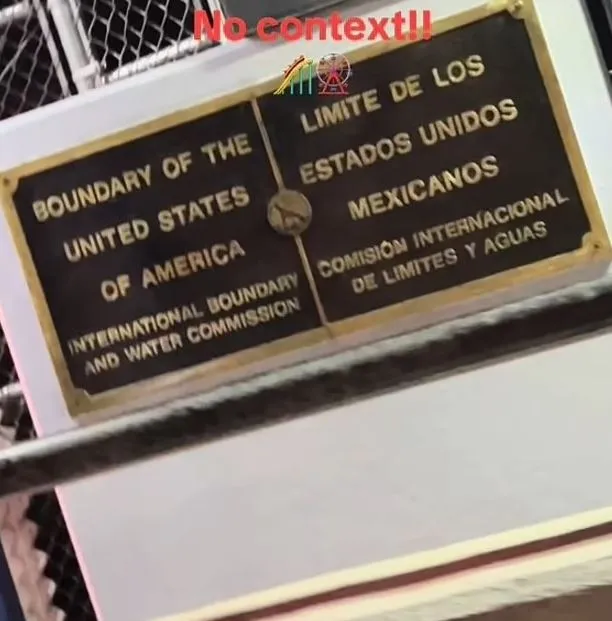 No context!!
🎢🎡
BOUNDARY OF THE
UNITED STATES
OF AMERICA
INTERNATIONAL BOUNDARY
AND WATER COMMISSION
LIMITE DE LOS
ESTADOS UNIDOS
MEXICANOS
COMISIÓN INTERNACIONAL
DE LIMITES Y AGUAS